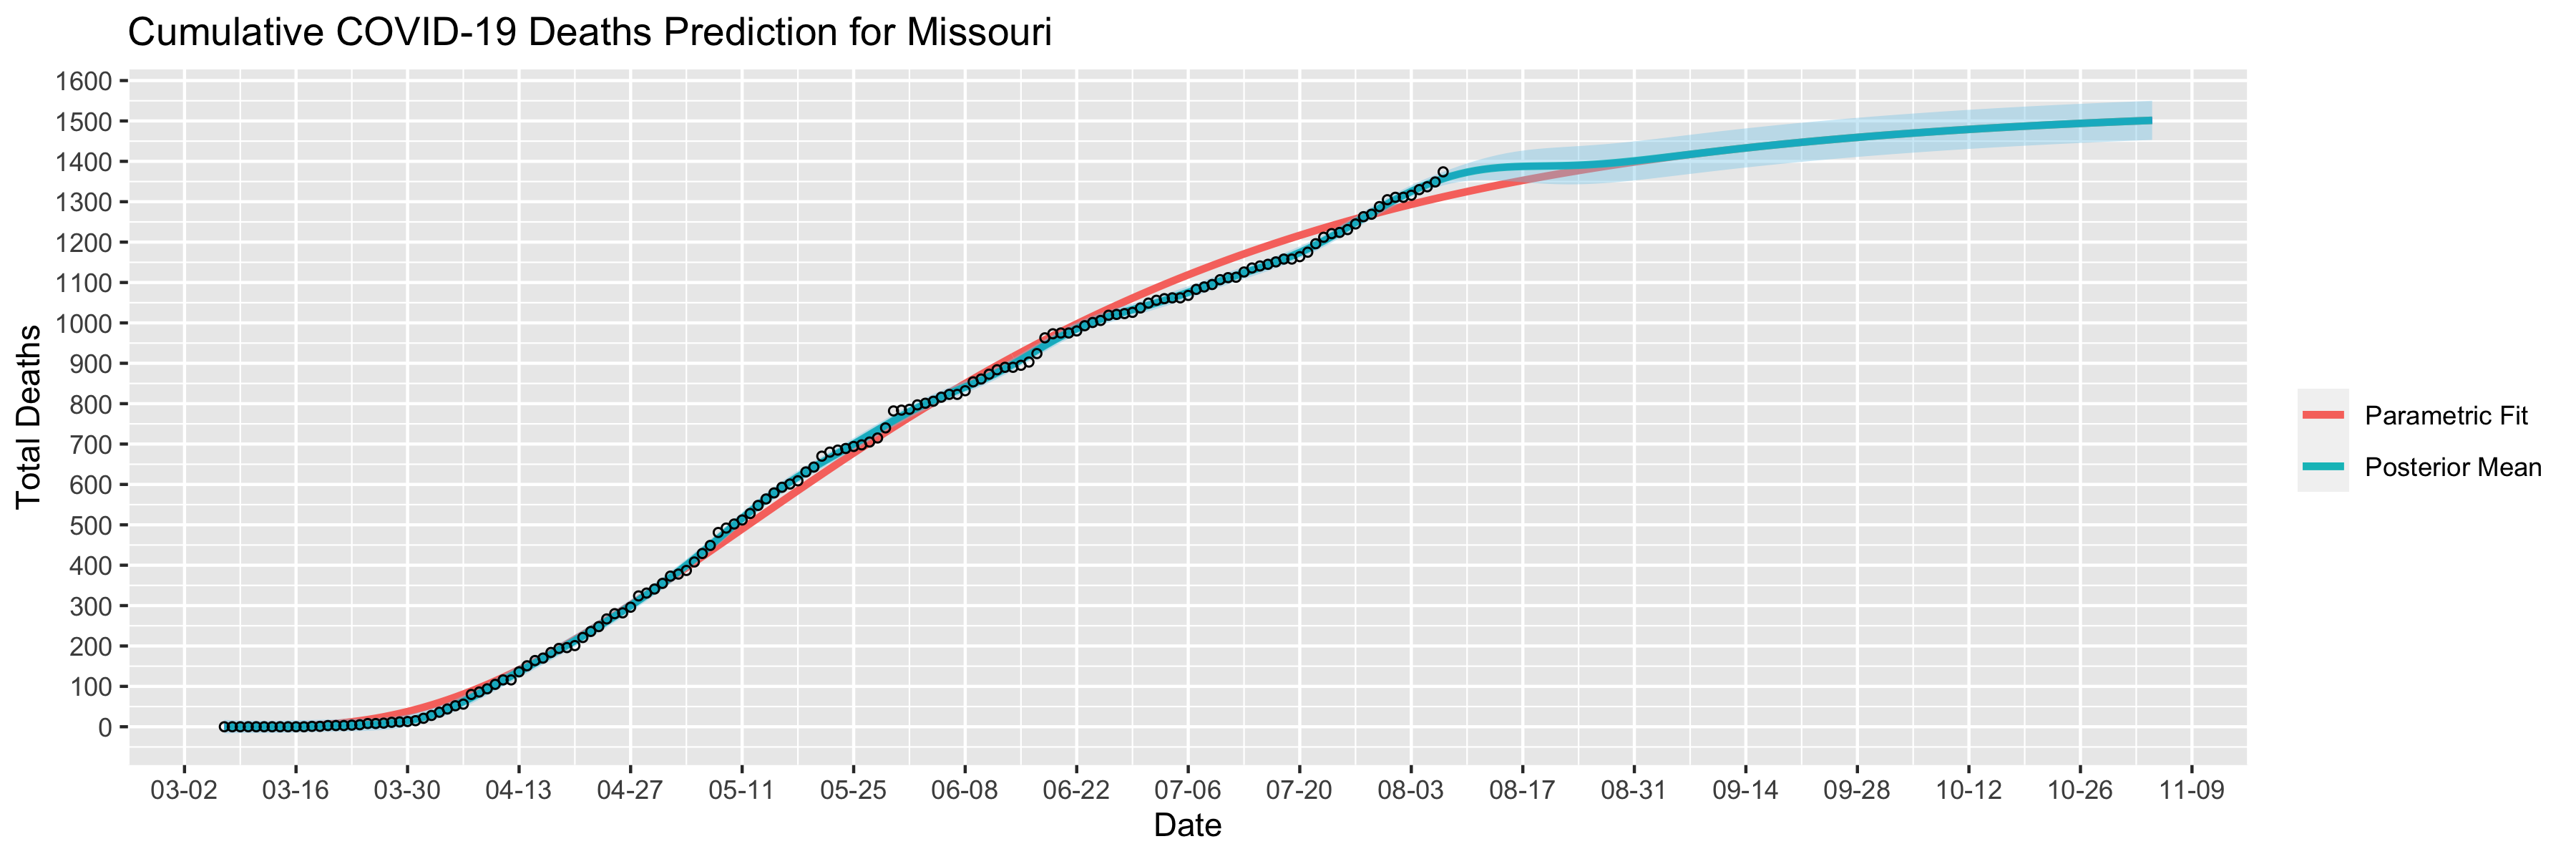 Cumulative COVID-19 Deaths Prediction for Missouri
1600
1500
1400
1300
1200
1100
1000
900
800
700
600
500
400
300
200
100
0
Total Deaths
03-02 03-16 03-30 04-13 04-27 05-11 05-25 06-08 06-22 07-06 07-20 08-03 08-17 08-31 09-14 09-28 10-12 10-26 11-09
Date
Parametric Fit
Posterior Mean